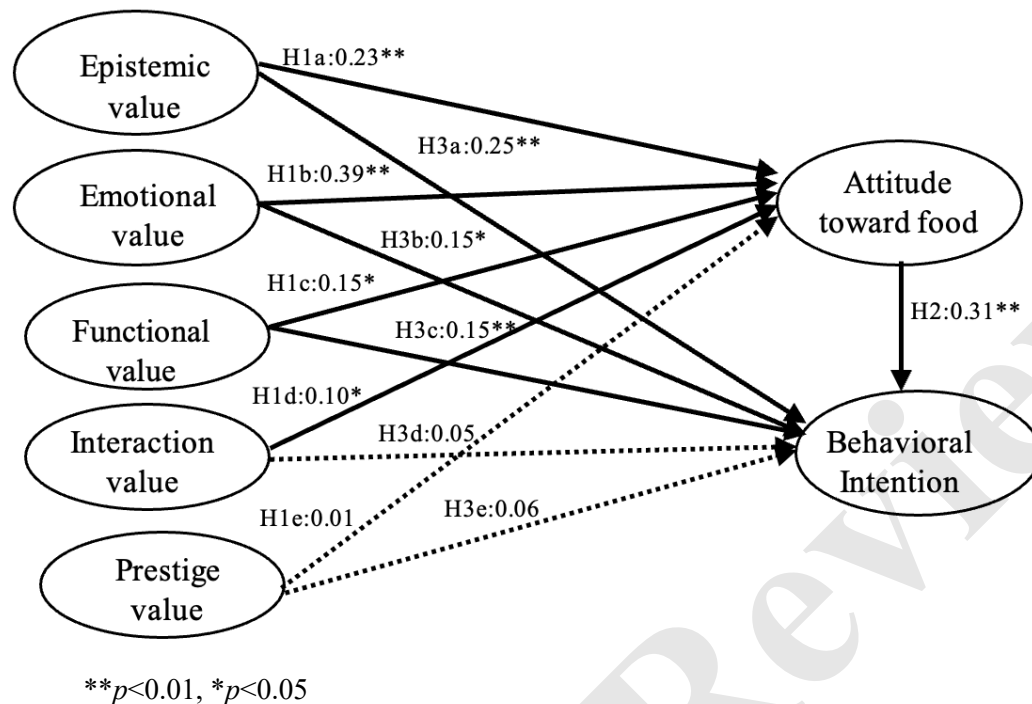 Epistemic
value
H1a:0.23**
H3a:0.25**
Emotional
value
H1b:0.39**
H3b:0.15*
Attitude
toward food
Functional
value
H1c:0.15*
H3c:0.15**
H2:0.31**
Interaction
value
H1d:0.10*
H3d:0.05
Behavioral
Intention
H1e:0.01
H3e:0.06
Prestige
value
**p<0.01, *p<0.05
Review